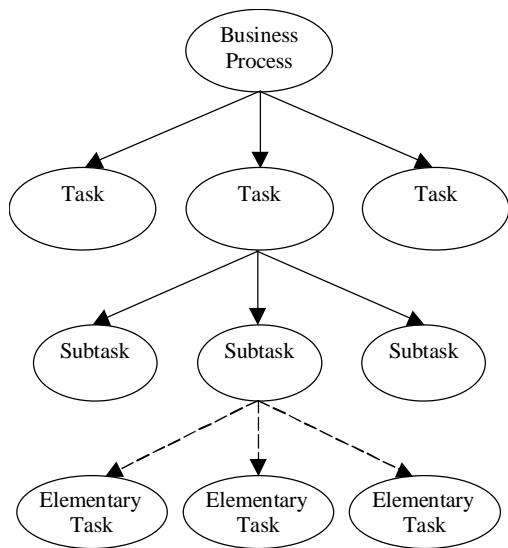 Business
Process
Task
Task
Task
Subtask
Subtask
Subtask
Elementary
Task
Elementary
Task
Elementary
Task